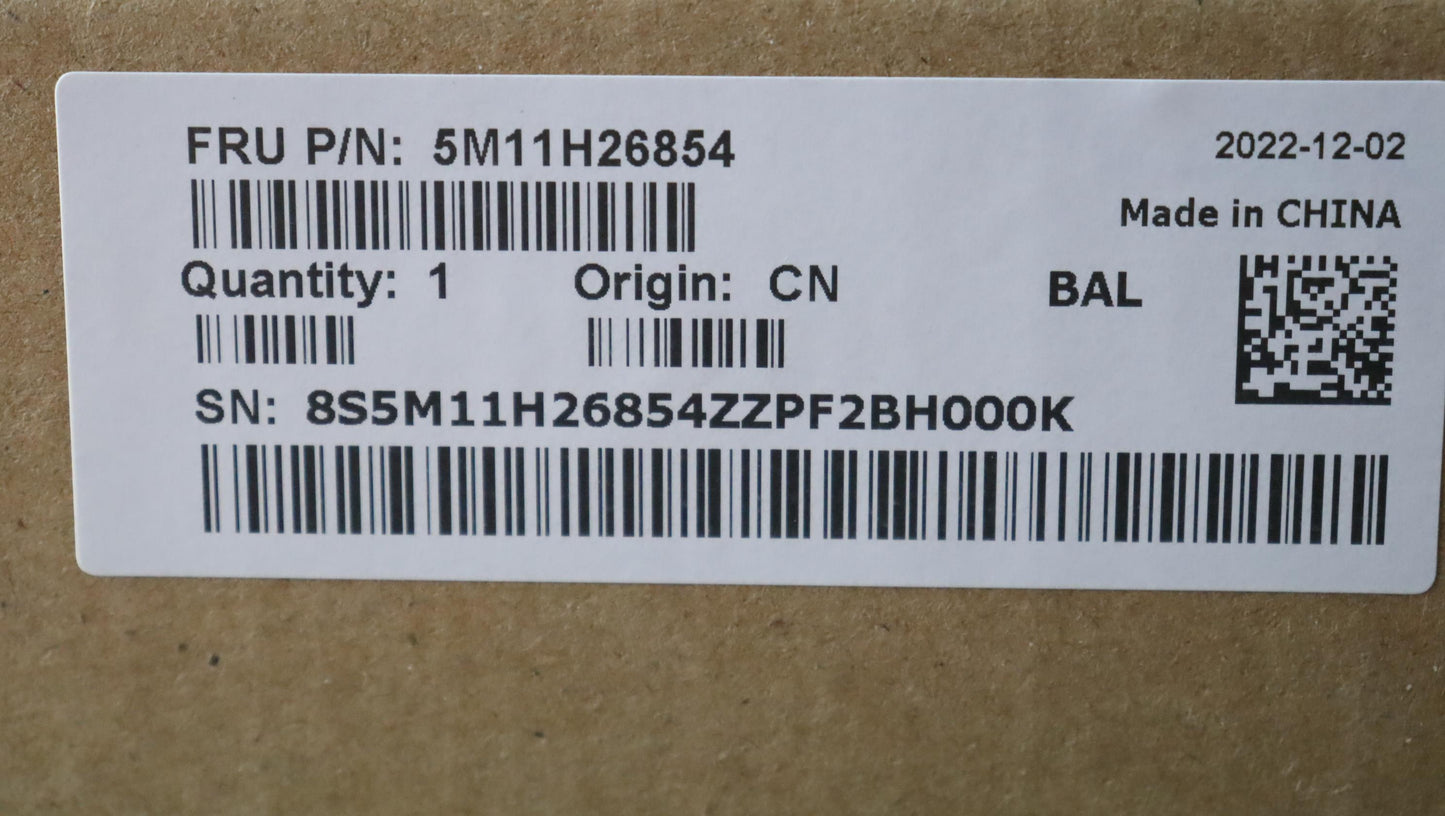 FRU P/N: 5M11H26854
2022-12-02
Made in CHINA
Quantity: 1
Origin: CN
BAL
SN: 8S5M11H26854ZZPF2BH000K